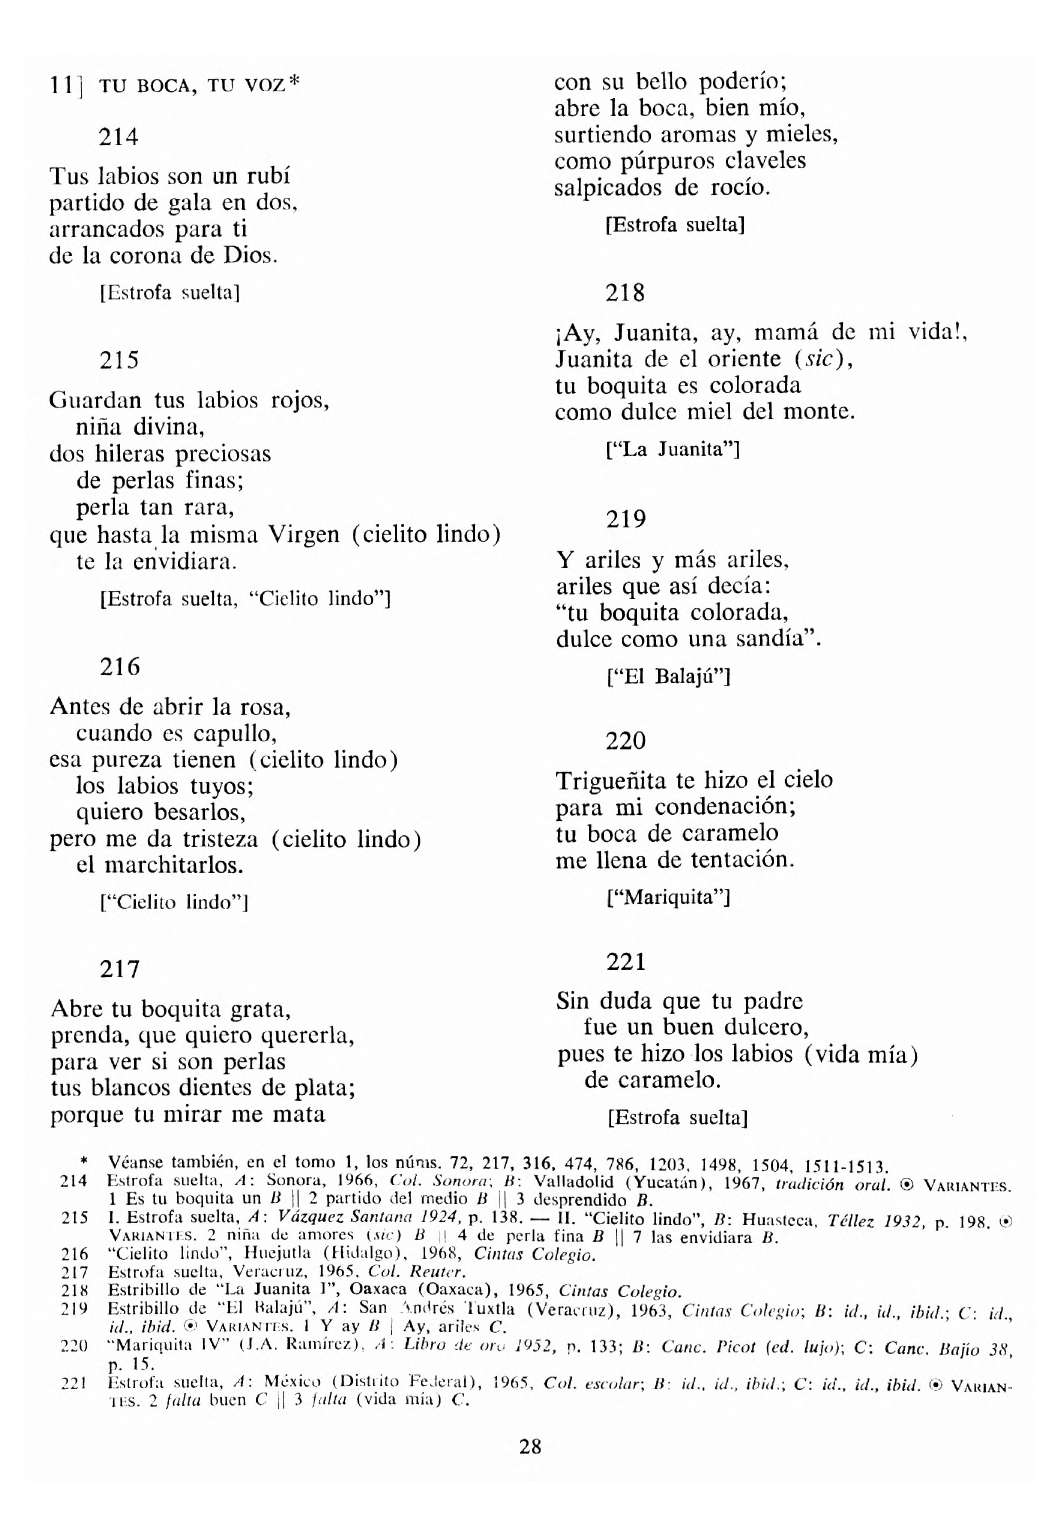 11] TU BOCA, TU VOZ*
214
Tus labios son un rubí
partido de gala en dos,
arrancados para ti
de la corona de Dios.
[Estrofa suelta]
215
Guardan tus labios rojos,
niña divina,
dos hileras preciosas
de perlas finas;
perla tan rara,
que hasta la misma Virgen (cielito lindo)
te la envidiara.
[Estrofa suelta, “Cielito lindo”]
216
Antes de abrir la rosa,
cuando es capullo,
esa pureza tienen (cielito lindo)
los labios tuyos;
quiero besarlos,
pero me da tristeza (cielito lindo)
el marchitarlos.
[“Cielito lindo”]
217
Abre tu boquita grata,
prenda, que quiero quererla,
para ver si son perlas
tus blancos dientes de plata;
porque tu mirar me mata
con su bello poderío;
abre la boca, bien mío,
surtiendo aromas y mieles,
como púrpuros claveles
salpicados de rocío.
[Estrofa suelta]
218
¡Ay, Juanita, ay, mamá de mi vida!,
Juanita de el oriente (sic),
tu boquita es colorada
como dulce miel del monte.
[“La Juanita”]
219
Y ariles y más ariles,
ariles que así decía:
“tu boquita colorada,
dulce como una sandía”.
[“El Balajú”]
220
Trigueñita te hizo el cielo
para mi condenación;
tu boca de caramelo
me llena de tentación.
[“Mariquita”]
221
Sin duda que tu padre
fue un buen dulcero,
pues te hizo los labios (vida mía)
de caramelo.
[Estrofa suelta]
* Véanse también, en el tomo 1, los núms. 72, 217, 316, 474, 786, 1203, 1498, 1504, 1511-1513.
214 Estrofa suelta, A: Sonora, 1966, Col. Sonora; B: Valladolid (Yucatán), 1967, tradición oral. ⊙ VARIANTES.
1 Es tu boquita un B || 2 partido del medio B || 3 desprendido B.
215 I. Estrofa suelta, A: Vázquez Santana 1924, p. 138. — II. “Cielito lindo”, B: Huasteca, Téllez 1932, p. 198. ⊙
VARIANTES. 2 niña de amores (sic) B || 4 de perla fina B || 7 las envidiara B.
216 “Cielito lindo”, Huejutla (Hidalgo), 1968, Cintas Colegio.
217 Estrofa suelta, Veracruz, 1965, Col. Reuter.
218 Estribillo de “La Juanita I”, Oaxaca (Oaxaca), 1965, Cintas Colegio.
219 Estribillo de “El Balajú”, A: San Andrés Tuxtla (Veracruz), 1963, Cintas Colegio; B: id., id., ibid.; C: id.,
id., ibid. ⊙ VARIANTES. 1 Y ay B | Ay, ariles C.
220 “Mariquita IV” (J.A. Ramírez), A: Libro de oro 1952, p. 133; B: Canc. Picot (ed. lujo); C: Canc. Bajío 38,
p. 15.
221 Estrofa suelta, A: México (Distrito Federal), 1965, Col. escolar; B: id., id., ibid.; C: id., id., ibid. ⊙ VARIAN-
TES. 2 falta buen C || 3 falta (vida mía) C.
28